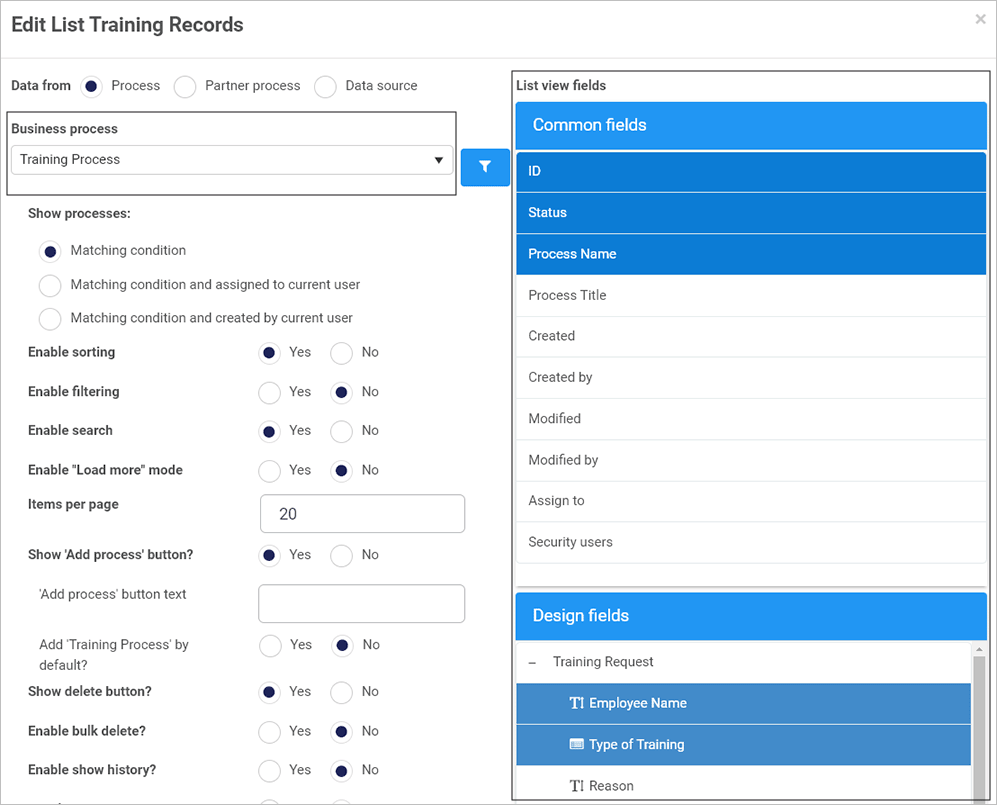 Edit List Training Records
×
Data from Process Partner process Data source
Business process
Training Process
Show processes:
Matching condition
Matching condition and assigned to current user
Matching condition and created by current user
Enable sorting Yes No
Enable filtering Yes No
Enable search Yes No
Enable "Load more" mode Yes No
Items per page 20
Show 'Add process' button? Yes No
'Add process' button text
Add 'Training Process' by Yes No
default?
Show delete button? Yes No
Enable bulk delete? Yes No
Enable show history? Yes No
List view fields
Common fields
ID
Status
Process Name
Process Title
Created
Created by
Modified
Modified by
Assign to
Security users
Design fields
– Training Request
Employee Name
Type of Training
Reason